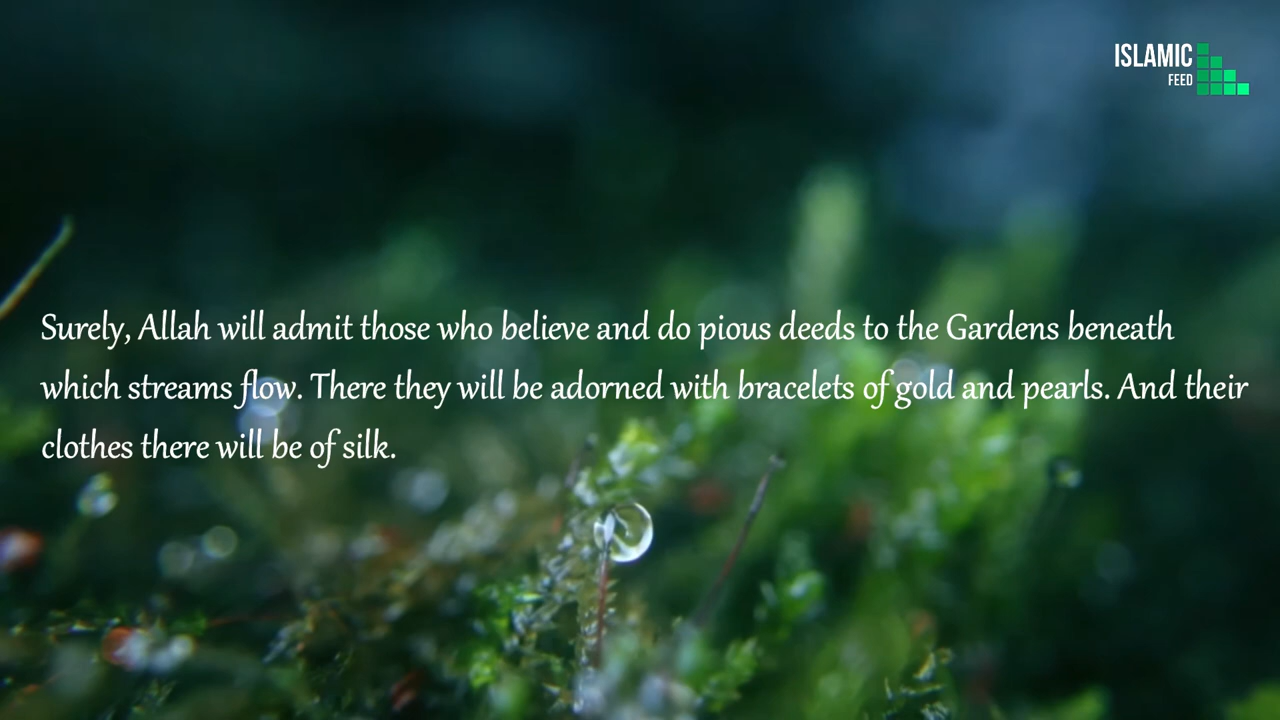 ISLAMIC
FEED
Surely, Allah will admit those who believe and do pious deeds to the Gardens beneath
which streams flow. There they will be adorned with bracelets of gold and pearls. And their
clothes there will be of silk.